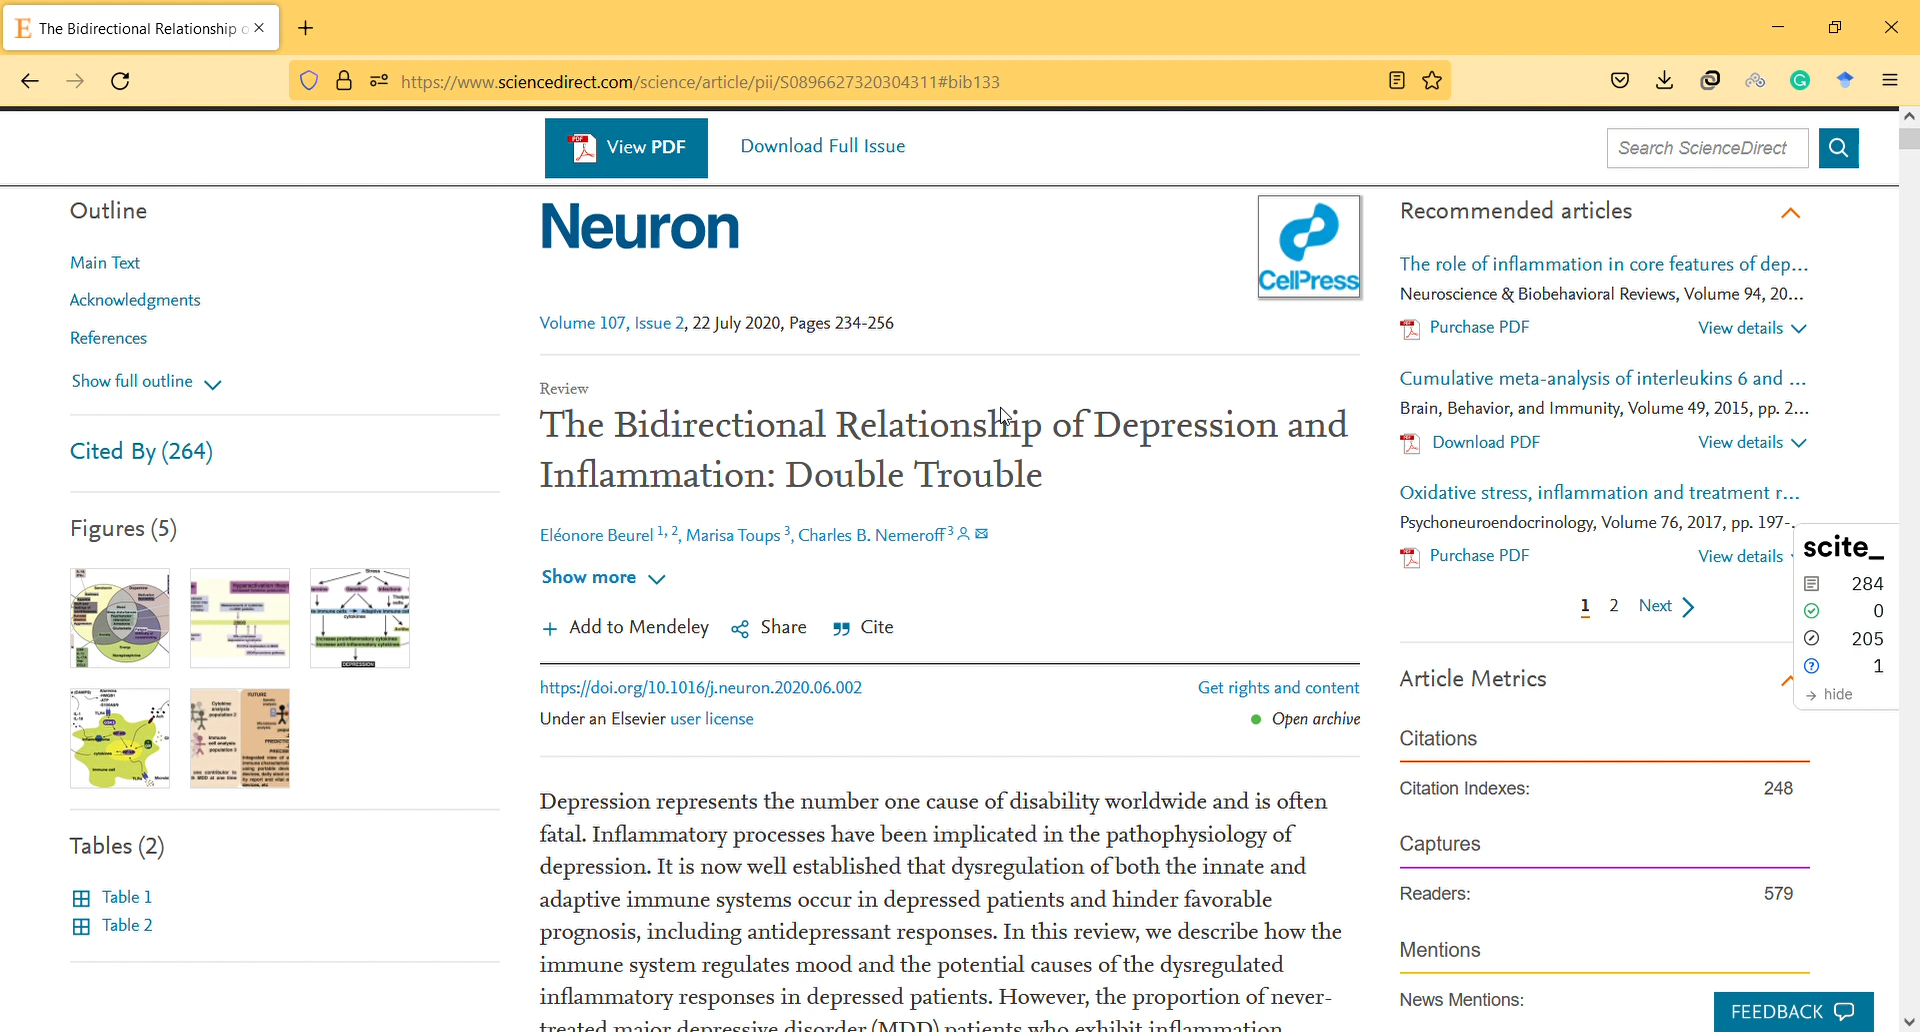 The Bidirectional Relationship
https://www.sciencedirect.com/science/article/pii/S0896627320304311#bib133
View PDF
Download Full Issue
Search ScienceDirect
Outline
Main Text
Acknowledgments
References
Show full outline
Cited By (264)
Figures (5)
Tables (2)
Table 1
Table 2
Neuron
CellPress
Volume 107, Issue 2, 22 July 2020, Pages 234-256
Review
The Bidirectional Relationship of Depression and
Inflammation: Double Trouble
Eléonore Beurel 1, 2, Marisa Toups 3, Charles B. Nemeroff 3
Show more
+ Add to Mendeley
Share
Cite
https://doi.org/10.1016/j.neuron.2020.06.002
Get rights and content
Under an Elsevier user license
Open archive
Depression represents the number one cause of disability worldwide and is often
fatal. Inflammatory processes have been implicated in the pathophysiology of
depression. It is now well established that dysregulation of both the innate and
adaptive immune systems occur in depressed patients and hinder favorable
prognosis, including antidepressant responses. In this review, we describe how the
immune system regulates mood and the potential causes of the dysregulated
inflammatory responses in depressed patients. However, the proportion of never-
treated major depressive disorder (MDD) patients who exhibit inflammation
Recommended articles
The role of inflammation in core features of dep...
Neuroscience & Biobehavioral Reviews, Volume 94, 20...
Purchase PDF
View details
Cumulative meta-analysis of interleukins 6 and ...
Brain, Behavior, and Immunity, Volume 49, 2015, pp. 2...
Download PDF
View details
Oxidative stress, inflammation and treatment r...
Psychoneuroendocrinology, Volume 76, 2017, pp. 197-
Purchase PDF
View details
1 2 Next
scite_
284
0
205
1
hide
Article Metrics
Citations
Citation Indexes: 248
Captures
Readers: 579
Mentions
News Mentions:
FEEDBACK